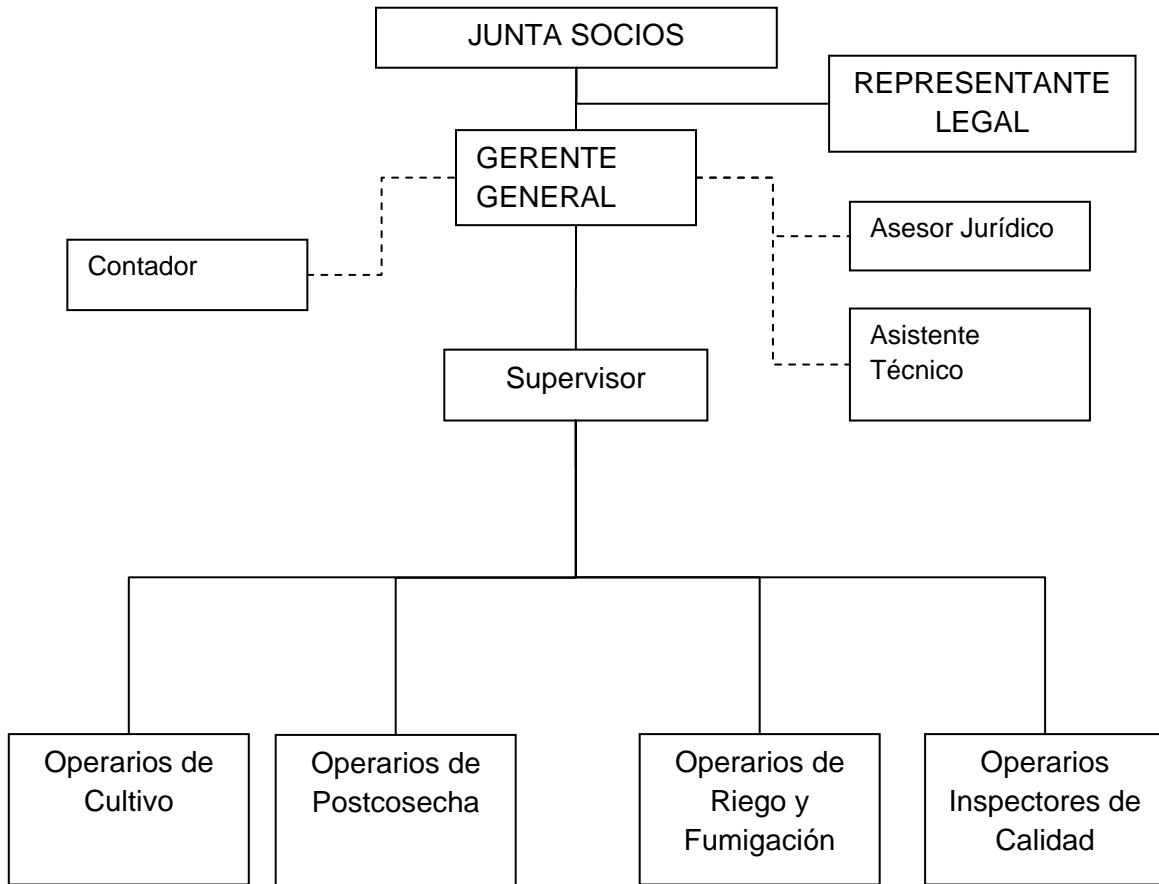 JUNTA SOCIOS
REPRESENTANTE
LEGAL
GERENTE
GENERAL
Asesor Jurídico
Contador
Asistente
Técnico
Supervisor
Operarios de
Cultivo
Operarios de
Postcosecha
Operarios de
Riego y
Fumigación
Operarios
Inspectores de
Calidad